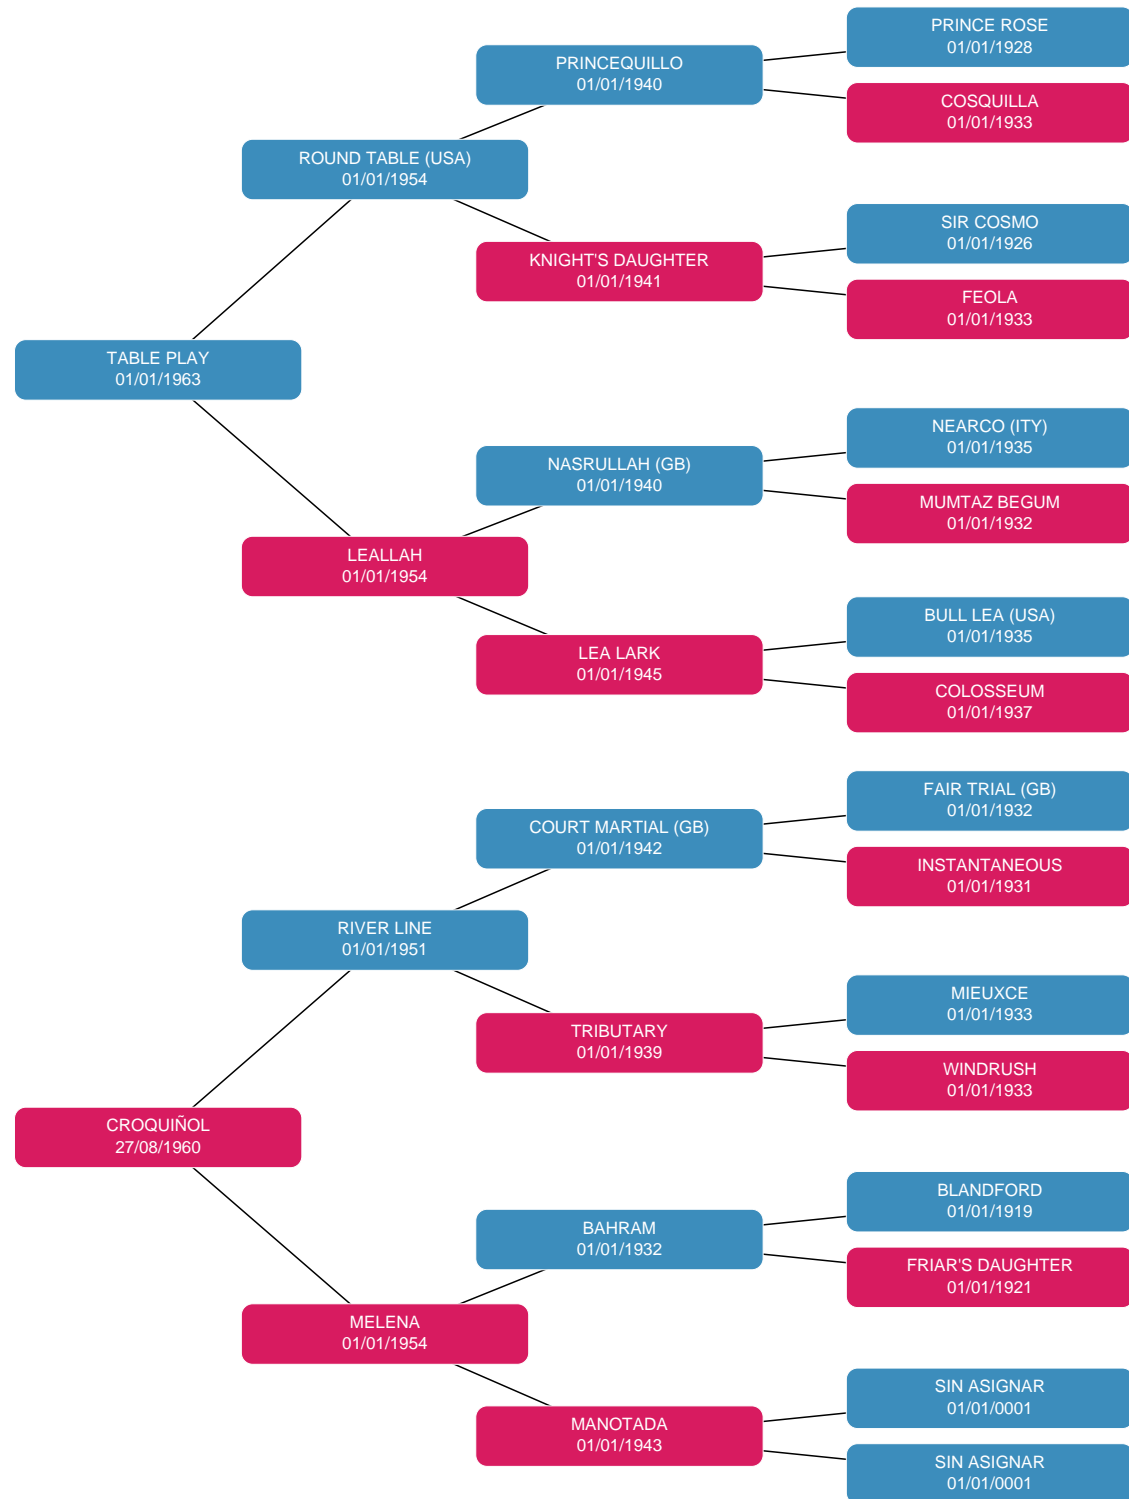 PRINCE ROSE
01/01/1928
PRINCEQUILLO
01/01/1940
COSQUILLA
01/01/1933
ROUND TABLE (USA)
01/01/1954
SIR COSMO
01/01/1926
KNIGHT'S DAUGHTER
01/01/1941
FEOLA
01/01/1933
TABLE PLAY
01/01/1963
NEARCO (ITY)
01/01/1935
NASRULLAH (GB)
01/01/1940
MUMTAZ BEGUM
01/01/1932
LEALLAH
01/01/1954
BULL LEA (USA)
01/01/1935
LEA LARK
01/01/1945
COLOSSEUM
01/01/1937
FAIR TRIAL (GB)
01/01/1932
COURT MARTIAL (GB)
01/01/1942
INSTANTANEOUS
01/01/1931
RIVER LINE
01/01/1951
MIEUXCE
01/01/1933
TRIBUTARY
01/01/1939
WINDRUSH
01/01/1933
CROQUIÑOL
27/08/1960
BLANDFORD
01/01/1919
BAHRAM
01/01/1932
FRIAR'S DAUGHTER
01/01/1921
MELENA
01/01/1954
SIN ASIGNAR
01/01/0001
MANOTADA
01/01/1943
SIN ASIGNAR
01/01/0001